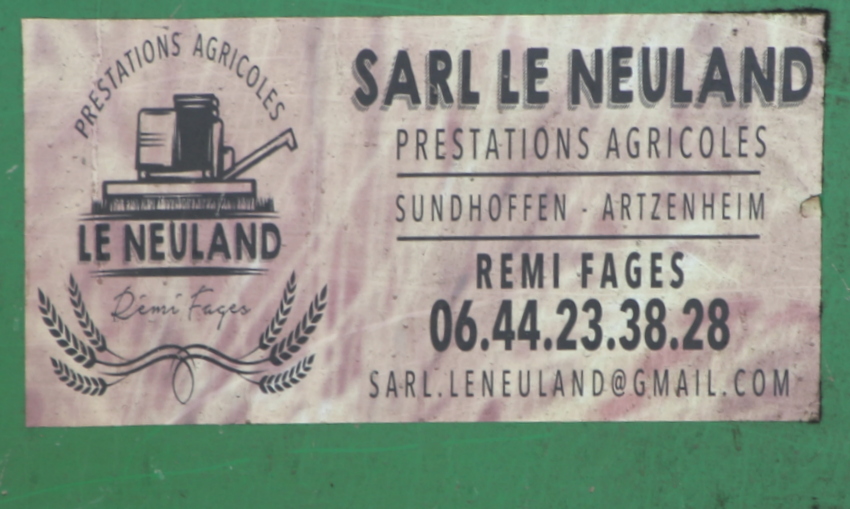 PRESTATIONS AGRICOLES
LE NEULAND
Rémi Fages
SARL LE NEULAND
PRESTATIONS AGRICOLES
SUNDHOFFEN - ARTZENHEIM
REMI FAGES
06.44.23.38.28
SARL.LENEULAND@GMAIL.COM